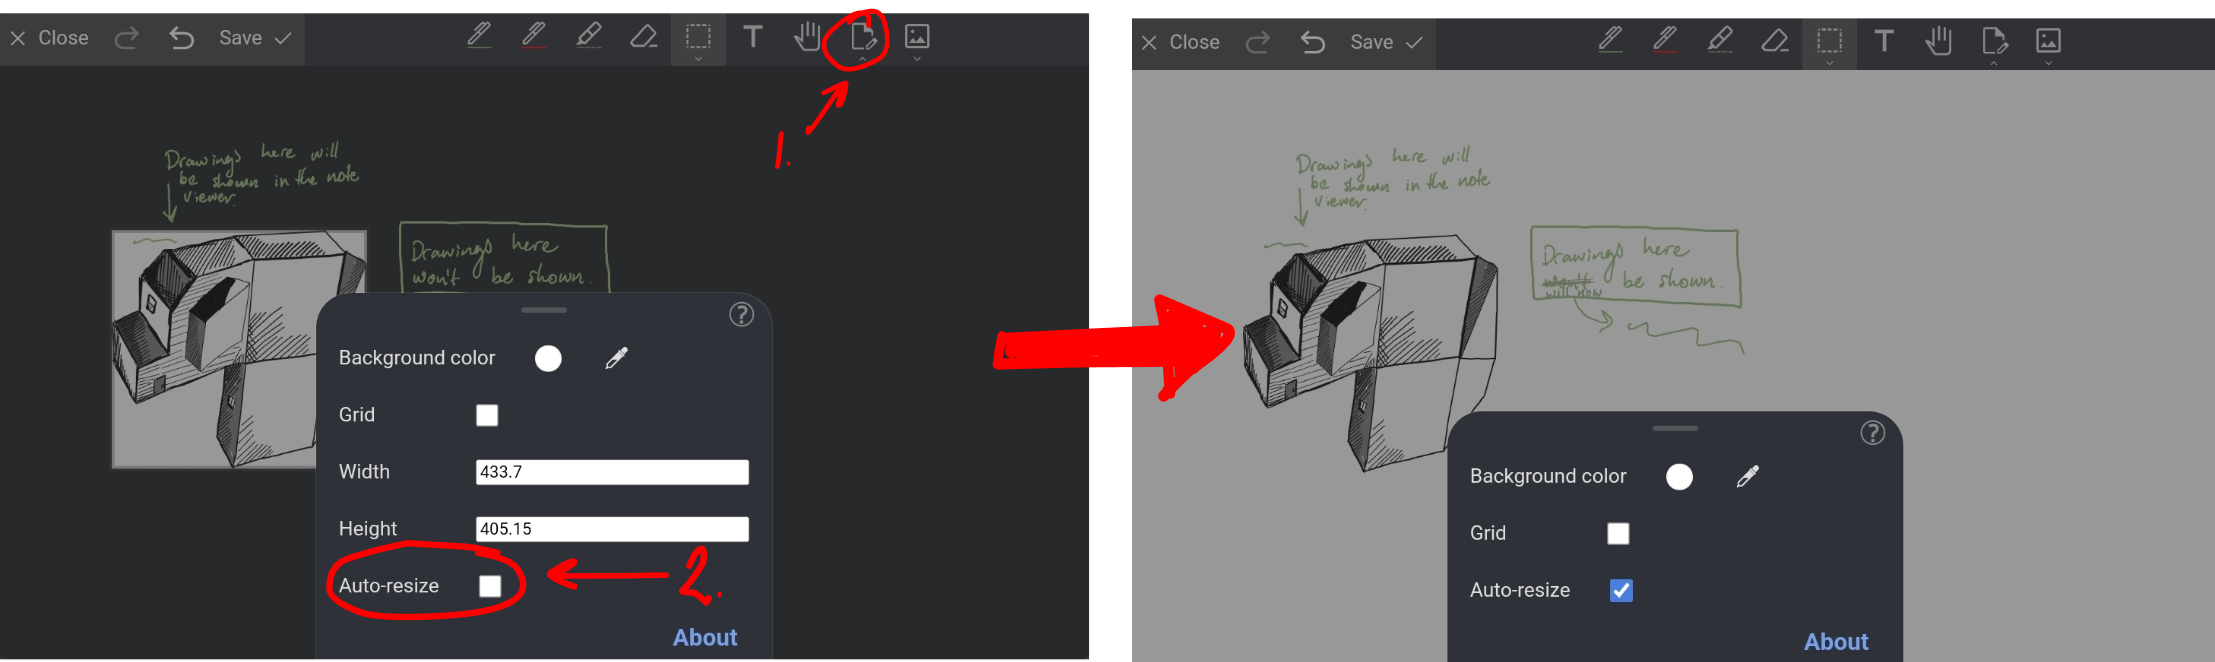 Close
Save
T
1.
Drawings here will
be shown in the note
viewer.
Drawings here
won't be shown.
?
Background color
Grid
Width
433.7
Height
405.15
Auto-resize
2.
About
Close
Save
T
Drawings here will
be shown in the note
viewer.
Drawings here
won't be shown.
will now
?
Background color
Grid
Auto-resize
About